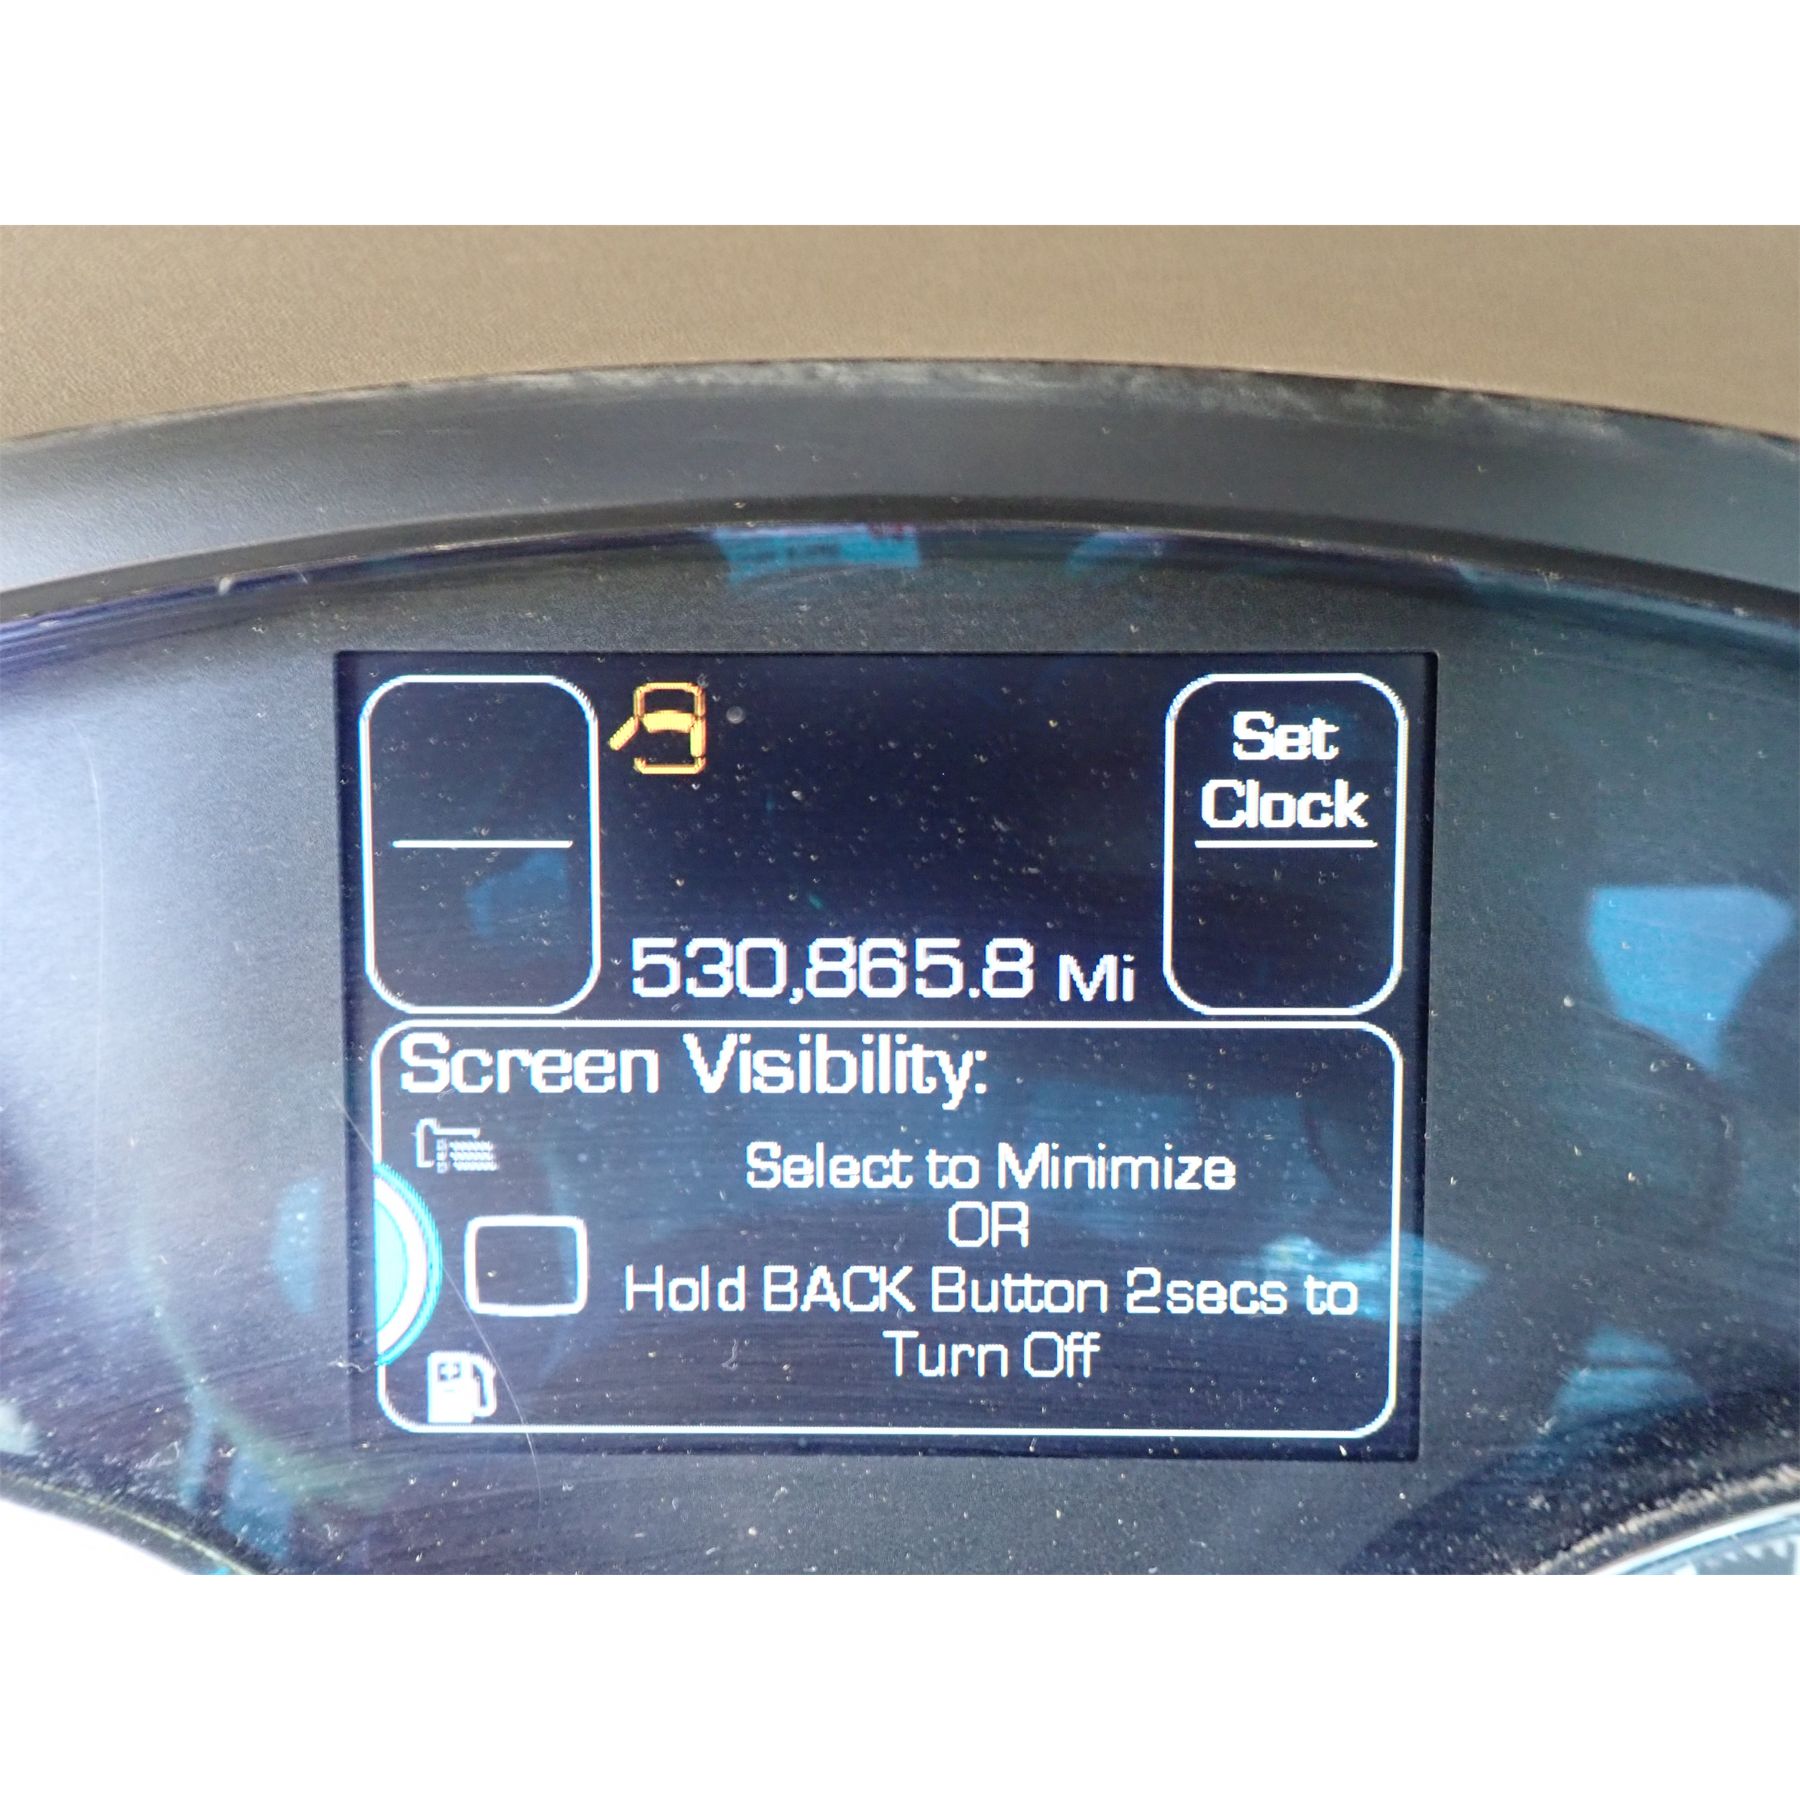 Set
Clock
530,865.8 Mi
Screen Visibility:
Select to Minimize
OR
Hold BACK Button 2secs to
Turn Off